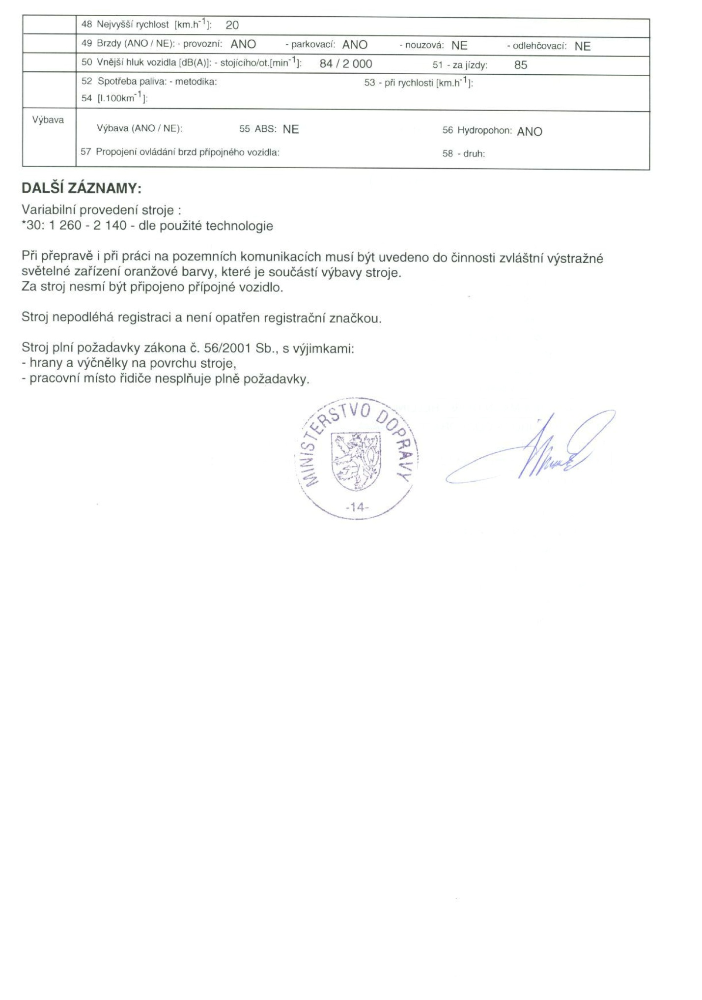 48 Nejvyšší rychlost [km.h-1]: 20
49 Brzdy (ANO / NE): - provozní: ANO - parkovací: ANO - nouzová: NE - odlehčovací: NE
50 Vnější hluk vozidla [dB(A)]: - stojícího/ot.[min-1]: 84 / 2 000 51 - za jízdy: 85
52 Spotřeba paliva: - metodika: 53 - při rychlosti [km.h-1]:
54 [l.100km-1]:
Výbava
Výbava (ANO / NE): 55 ABS: NE 56 Hydropohon: ANO
57 Propojení ovládání brzd přípojného vozidla: 58 - druh:
DALŠÍ ZÁZNAMY:
Variabilní provedení stroje :
*30: 1 260 - 2 140 - dle použité technologie
Při přepravě i při práci na pozemních komunikacích musí být uvedeno do činnosti zvláštní výstražné
světelné zařízení oranžové barvy, které je součástí výbavy stroje.
Za stroj nesmí být připojeno přípojné vozidlo.
Stroj nepodléhá registraci a není opatřen registrační značkou.
Stroj plní požadavky zákona č. 56/2001 Sb., s výjimkami:
- hrany a výčnělky na povrchu stroje,
- pracovní místo řidiče nesplňuje plně požadavky.
MINISTERSTVO DOPRAVY
-14-